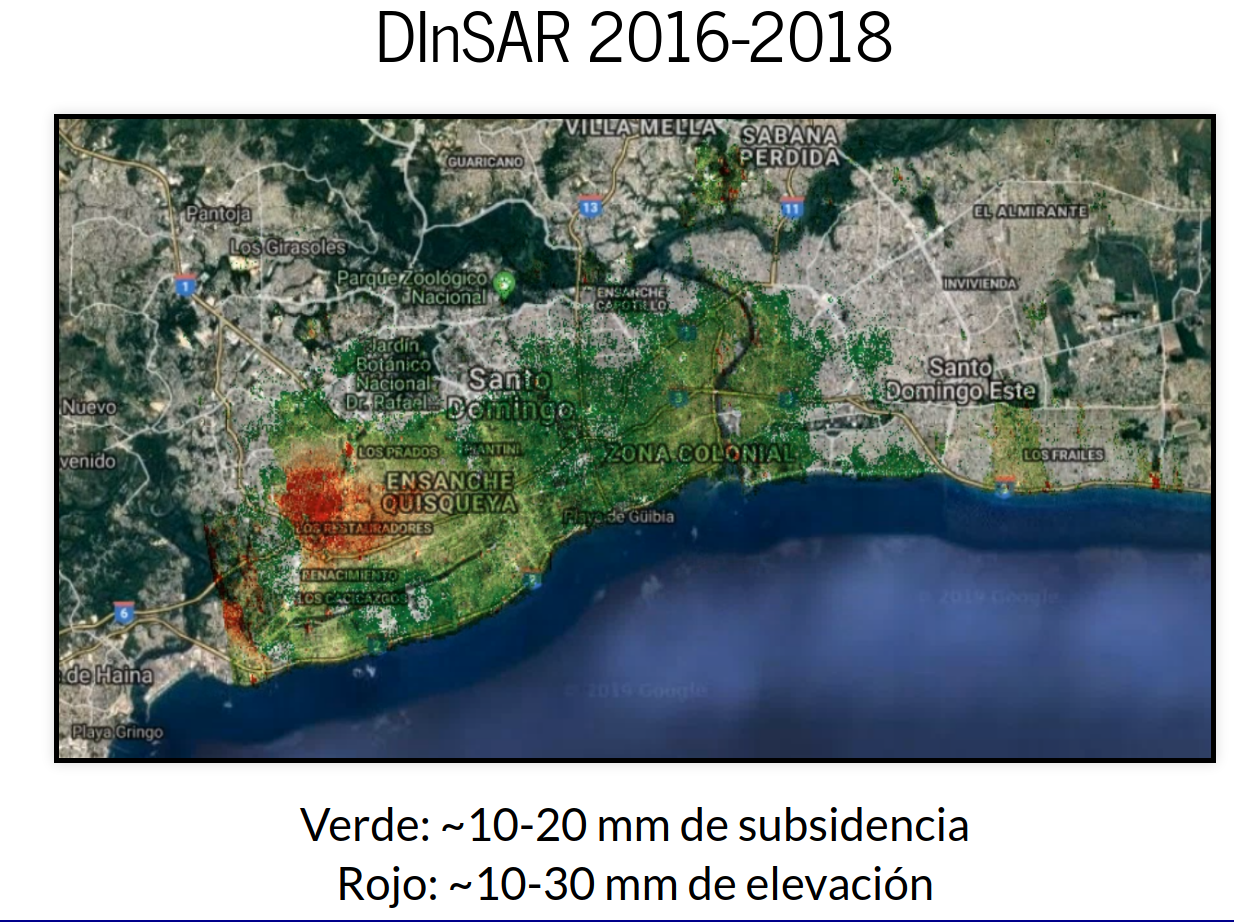 DInSAR 2016-2018
VILLA MELLA
SABANA
PERDIDA
GUARICANO
13
11
Pantoja
EL ALMIRANTE
Los Girasoles
Parque Zoológico
Nacional
1
INVIVIENDA
ENSANCHE
CAPOTILLO
Jardín
Botánico
Nacional
Dr. Rafael...
Santo
Domingo
Santo
Domingo Este
Nuevo
venido
LOS PRADOS
PIANTINI
ZONA COLONIAL
LOS FRAILES
ENSANCHE
QUISQUEYA
Playa de Güibia
LOS RESTAURADORES
RENACIMIENTO
LOS CACICAZGOS
6
© 2019 Google
de Haina
© 2019 Google
Playa Gringo
Verde: ~10-20 mm de subsidencia
Rojo: ~10-30 mm de elevación